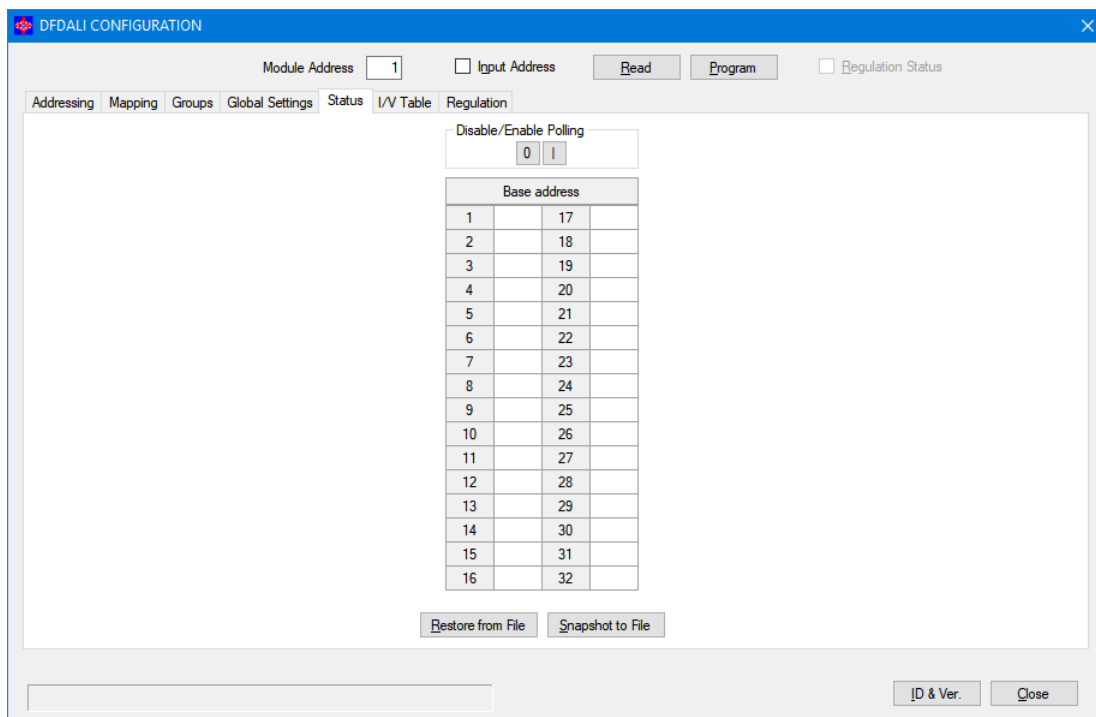 DFDALI CONFIGURATION
Module Address 1 Input Address Read Program Regulation Status
Addressing Mapping Groups Global Settings Status I/V Table Regulation
Disable/Enable Polling
0 I
Base address
1 17
2 18
3 19
4 20
5 21
6 22
7 23
8 24
9 25
10 26
11 27
12 28
13 29
14 30
15 31
16 32
Restore from File Snapshot to File
ID & Ver. Close